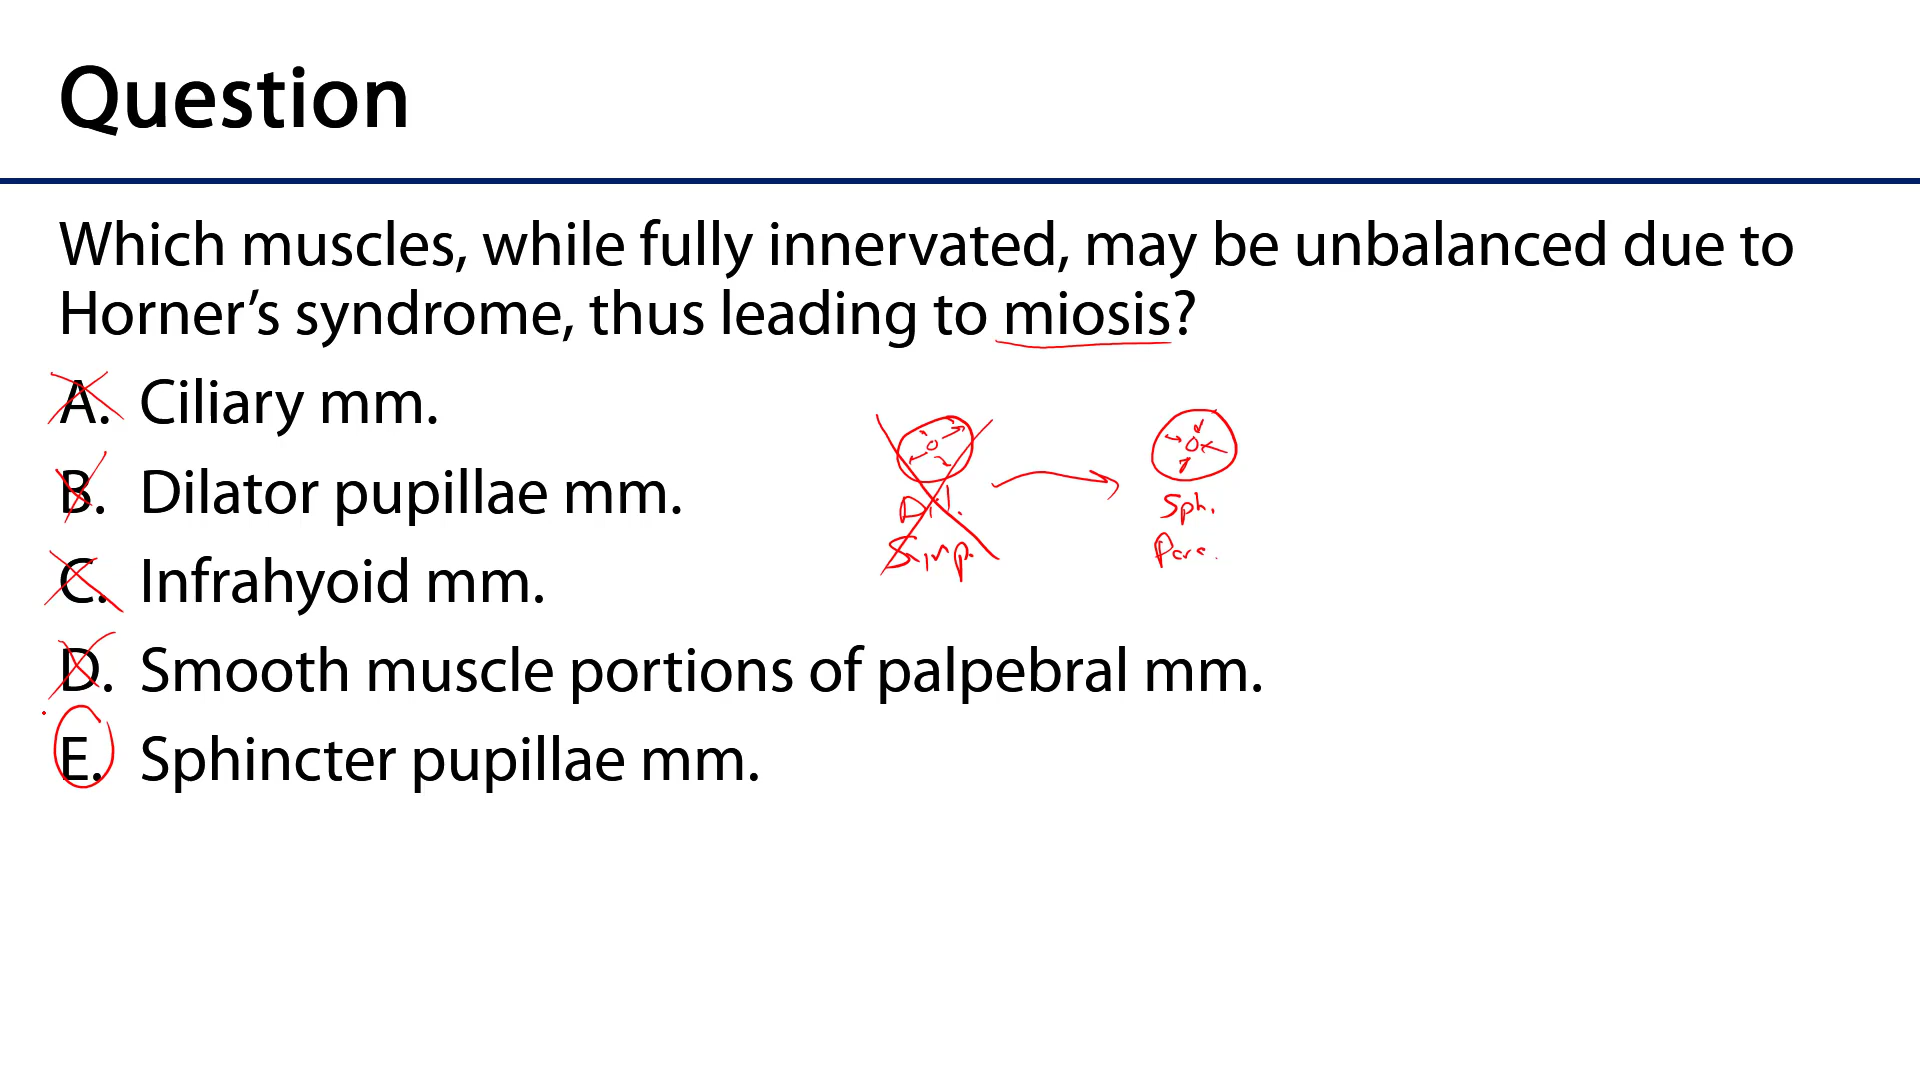 Question
Which muscles, while fully innervated, may be unbalanced due to
Horner’s syndrome, thus leading to miosis?
A. Ciliary mm.
B. Dilator pupillae mm.
C. Infrahyoid mm.
D. Smooth muscle portions of palpebral mm.
E. Sphincter pupillae mm.
Dil.
Symp.
Sph.
Para.